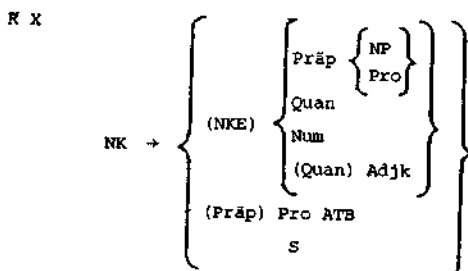 R X
Präp NP
Pro
Quan
NK → (NKE)
Num
(Quan) Adjk
(Präp) Pro ATB
S